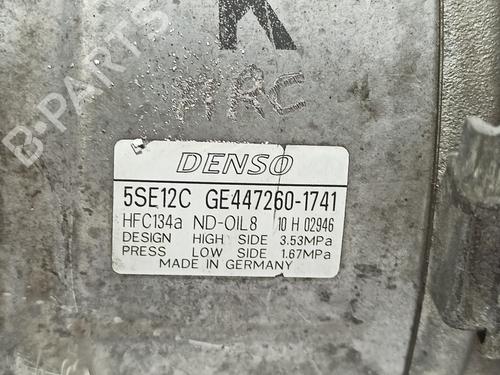 K
MAC
B-PARTS
DENSO
5SE12C GE447260-1741
HFC134a ND-OIL8 10 H 02946
DESIGN HIGH SIDE 3.53MPa
PRESS LOW SIDE 1.67MPa
MADE IN GERMANY